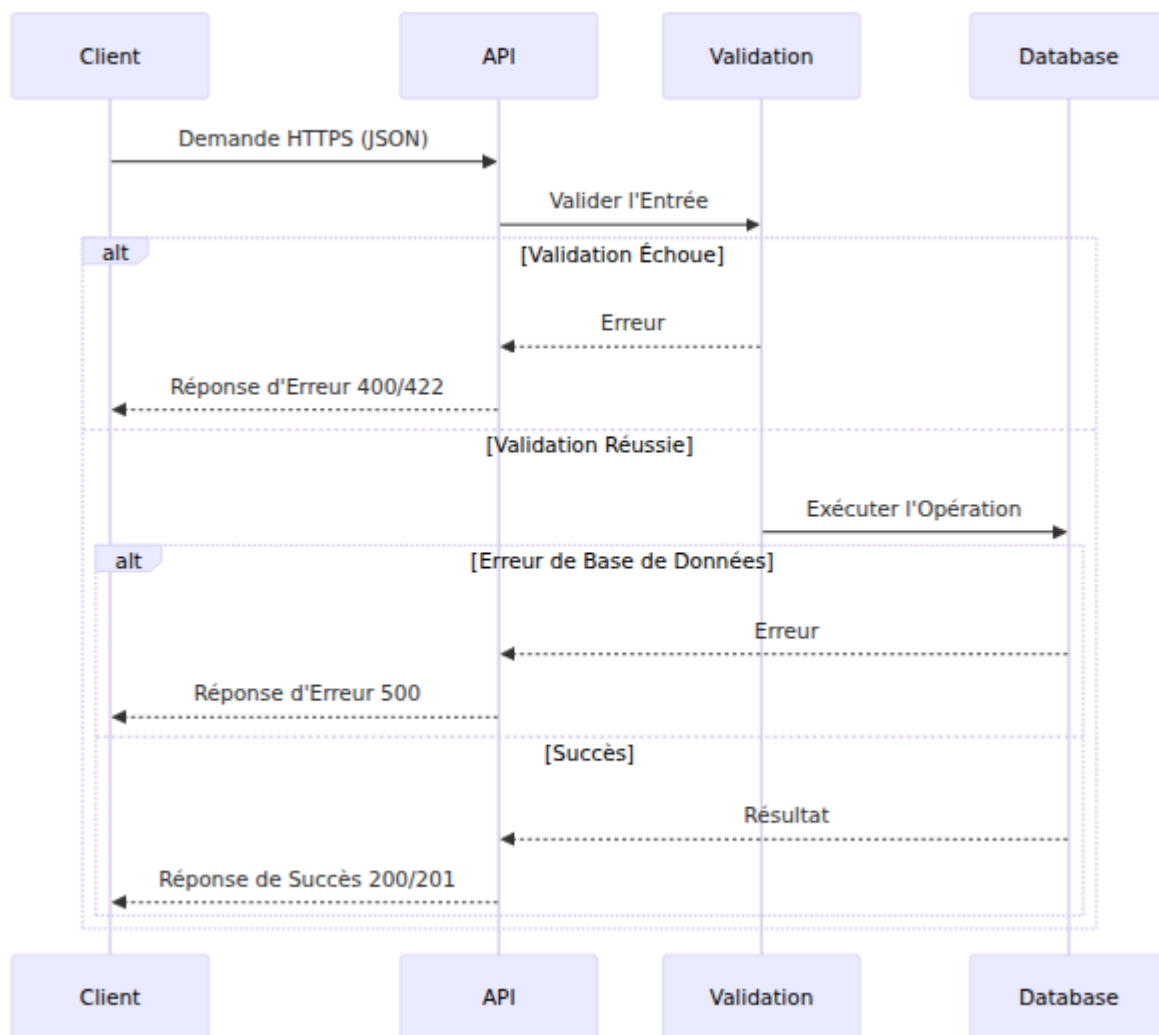 Client
API
Validation
Database
Demande HTTPS (JSON)
Valider l'Entrée
alt
[Validation Échoue]
Erreur
Réponse d'Erreur 400/422
[Validation Réussie]
Exécuter l'Opération
alt
[Erreur de Base de Données]
Erreur
Réponse d'Erreur 500
[Succès]
Résultat
Réponse de Succès 200/201
Client
API
Validation
Database